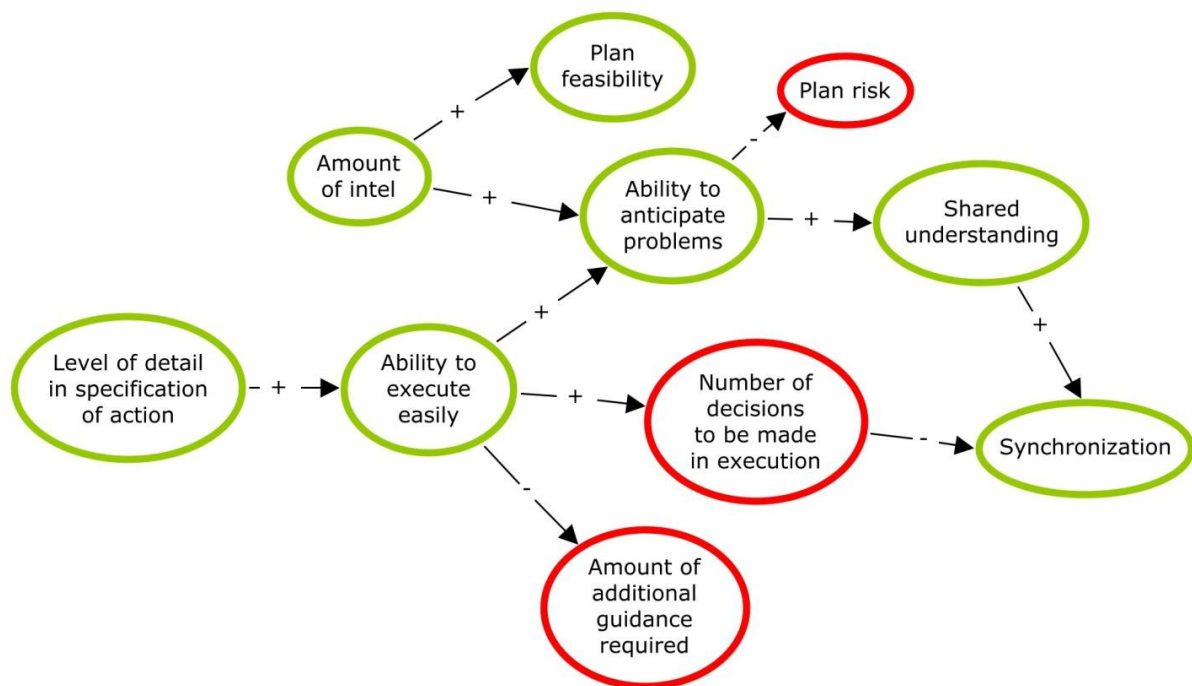 Plan
feasibility
Plan risk
+
-
Amount
of intel
+
Ability to
anticipate
problems
+
Shared
understanding
+
+
Level of detail
in specification
of action
+
Ability to
execute
easily
+
Number of
decisions
to be made
in execution
-
Synchronization
-
Amount of
additional
guidance
required